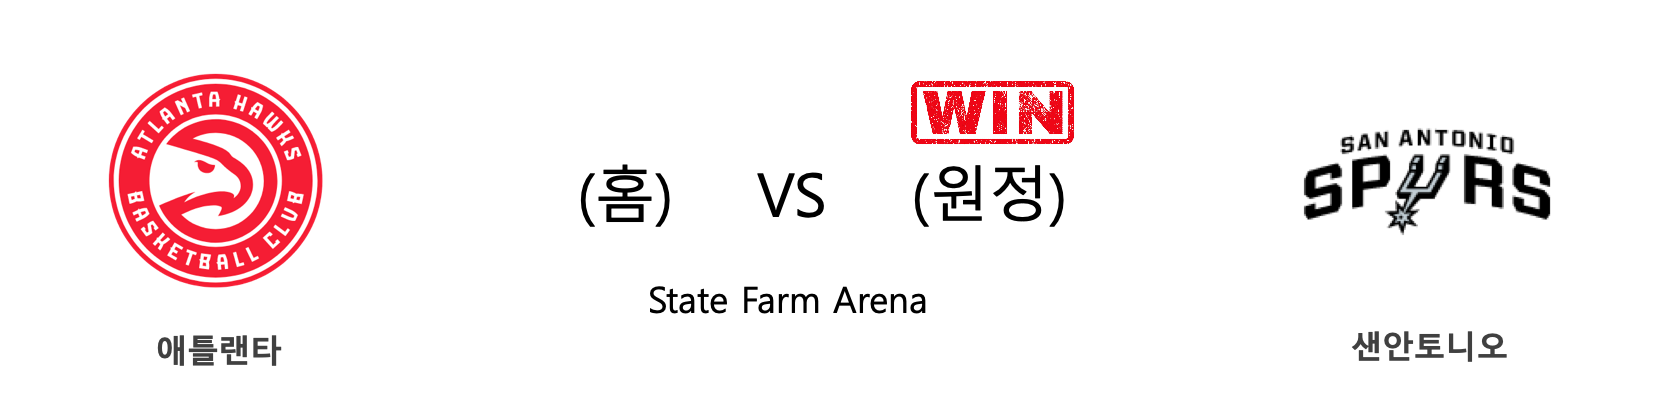 ATLANTA HAWKS
BASKETBALL CLUB
애틀랜타
WIN
(홈) VS (원정)
State Farm Arena
SAN ANTONIO
SPURS
샌안토니오